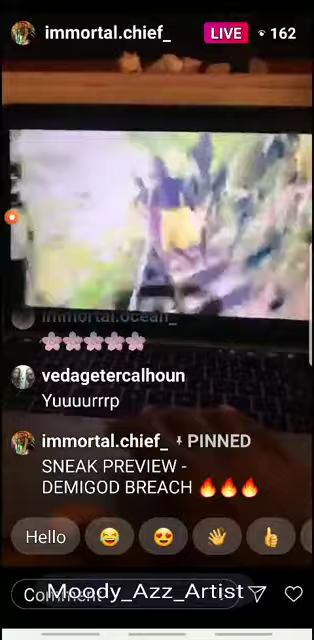 immortal.chief_ LIVE 162
immortal.ocean_
🌸🌸🌸🌸🌸
vedagetercalhoun
Yuuuurrrp
immortal.chief_ PINNED
SNEAK PREVIEW -
DEMIGOD BREACH 🔥🔥🔥
Hello 😂 😍 👋 👍
Comment
Moody_Azz_Artist